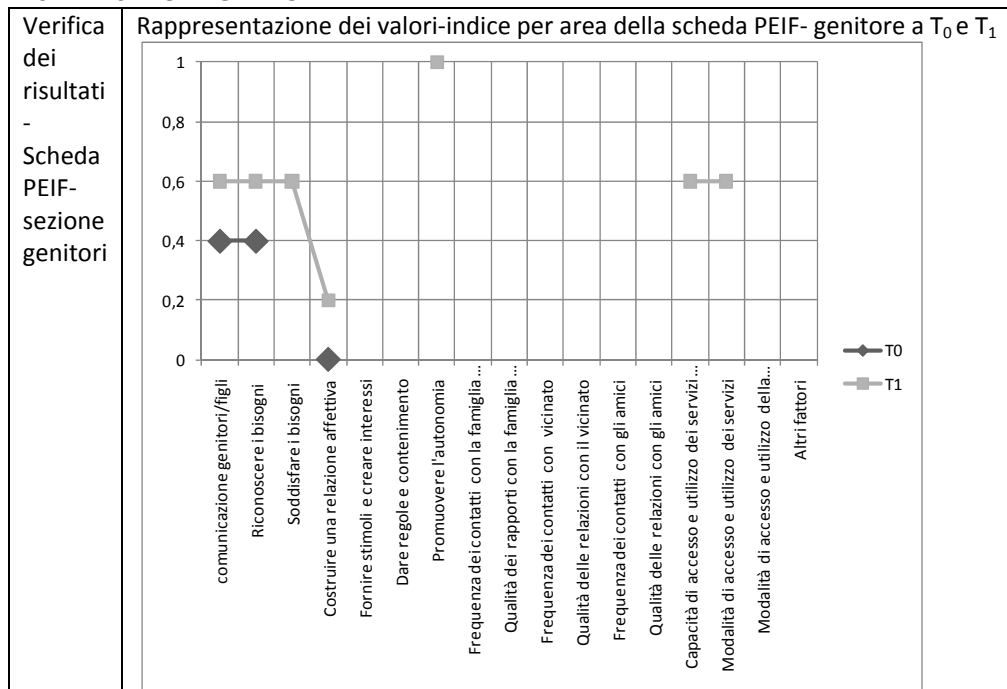 Verifica
dei
risultati
-
Scheda
PEIF-
sezione
genitori
Rappresentazione dei valori-indice per area della scheda PEIF- genitore a T0 e T1
1
0,8
0,6
0,4
0,2
0
comunicazione genitori/figli
Riconoscere i bisogni
Soddisfare i bisogni
Costruire una relazione affettiva
Fornire stimoli e creare interessi
Dare regole e contenimento
Promuovere l'autonomia
Frequenza dei contatti con la famiglia ...
Qualità dei rapporti con la famiglia ...
Frequenza dei contatti con vicinato
Qualità delle relazioni con il vicinato
Frequenza dei contatti con gli amici
Qualità delle relazioni con gli amici
Capacità di accesso e utilizzo dei servizi ...
Modalità di accesso e utilizzo dei servizi
Modalità di accesso e utilizzo della ...
Altri fattori
T0
T1